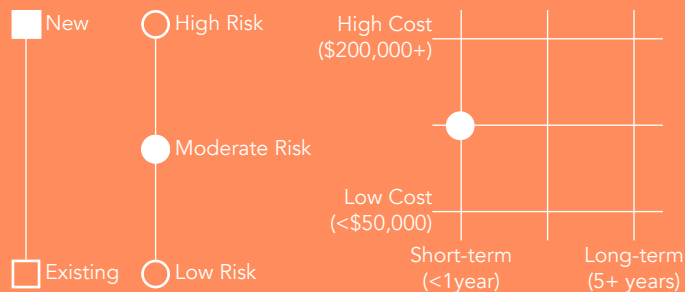 New
Existing
High Risk
Moderate Risk
Low Risk
High Cost
($200,000+)
Low Cost
(<$50,000)
Short-term
(<1year)
Long-term
(5+ years)